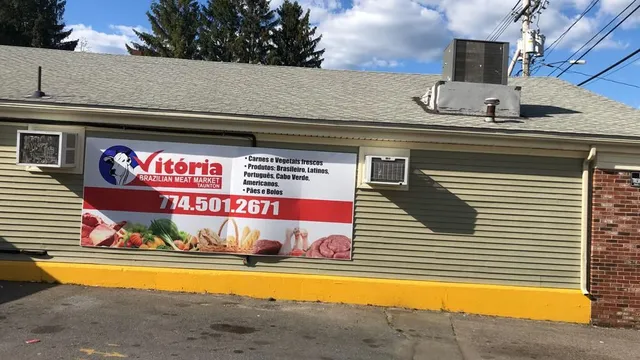 Vitória
BRAZILIAN MEAT MARKET
TAUNTON
• Carnes e Vegetais frescos
• Produtos: Brasileiro, Latinos,
Português, Cabo Verde,
Americanos.
• Pães e Bolos
774.501.2671